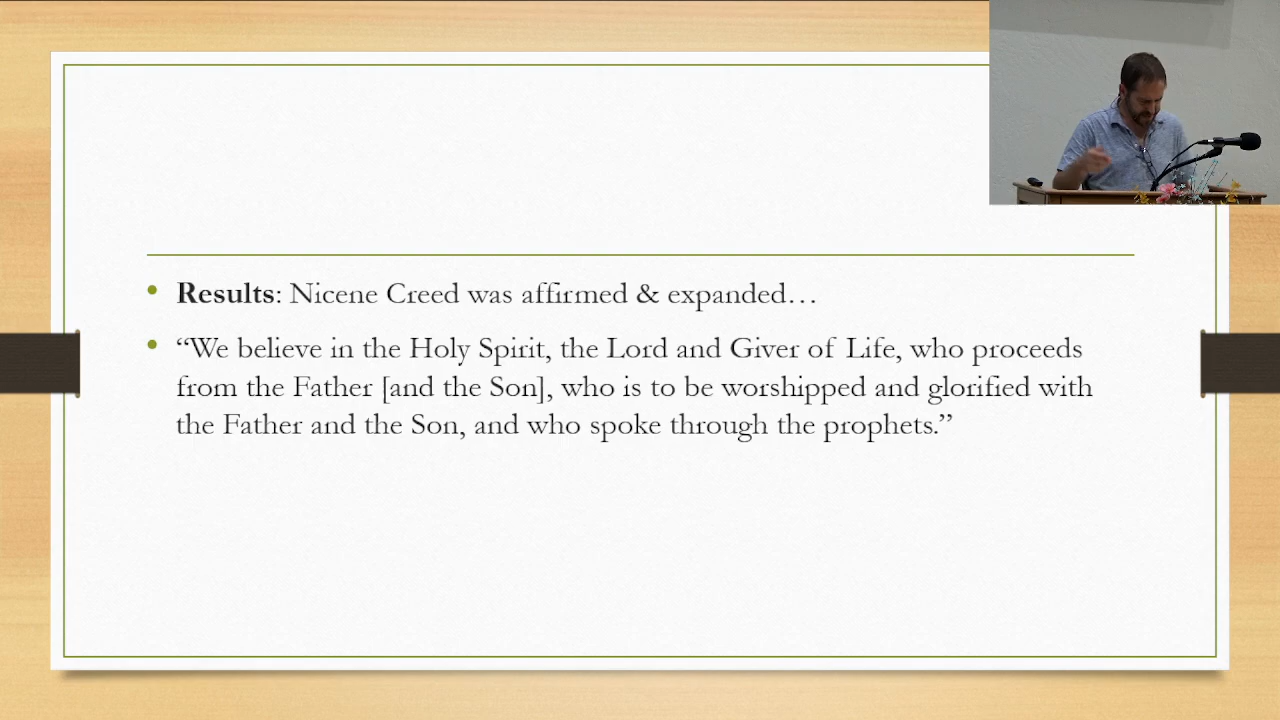 Results: Nicene Creed was affirmed & expanded…
“We believe in the Holy Spirit, the Lord and Giver of Life, who proceeds
from the Father [and the Son], who is to be worshipped and glorified with
the Father and the Son, and who spoke through the prophets.”